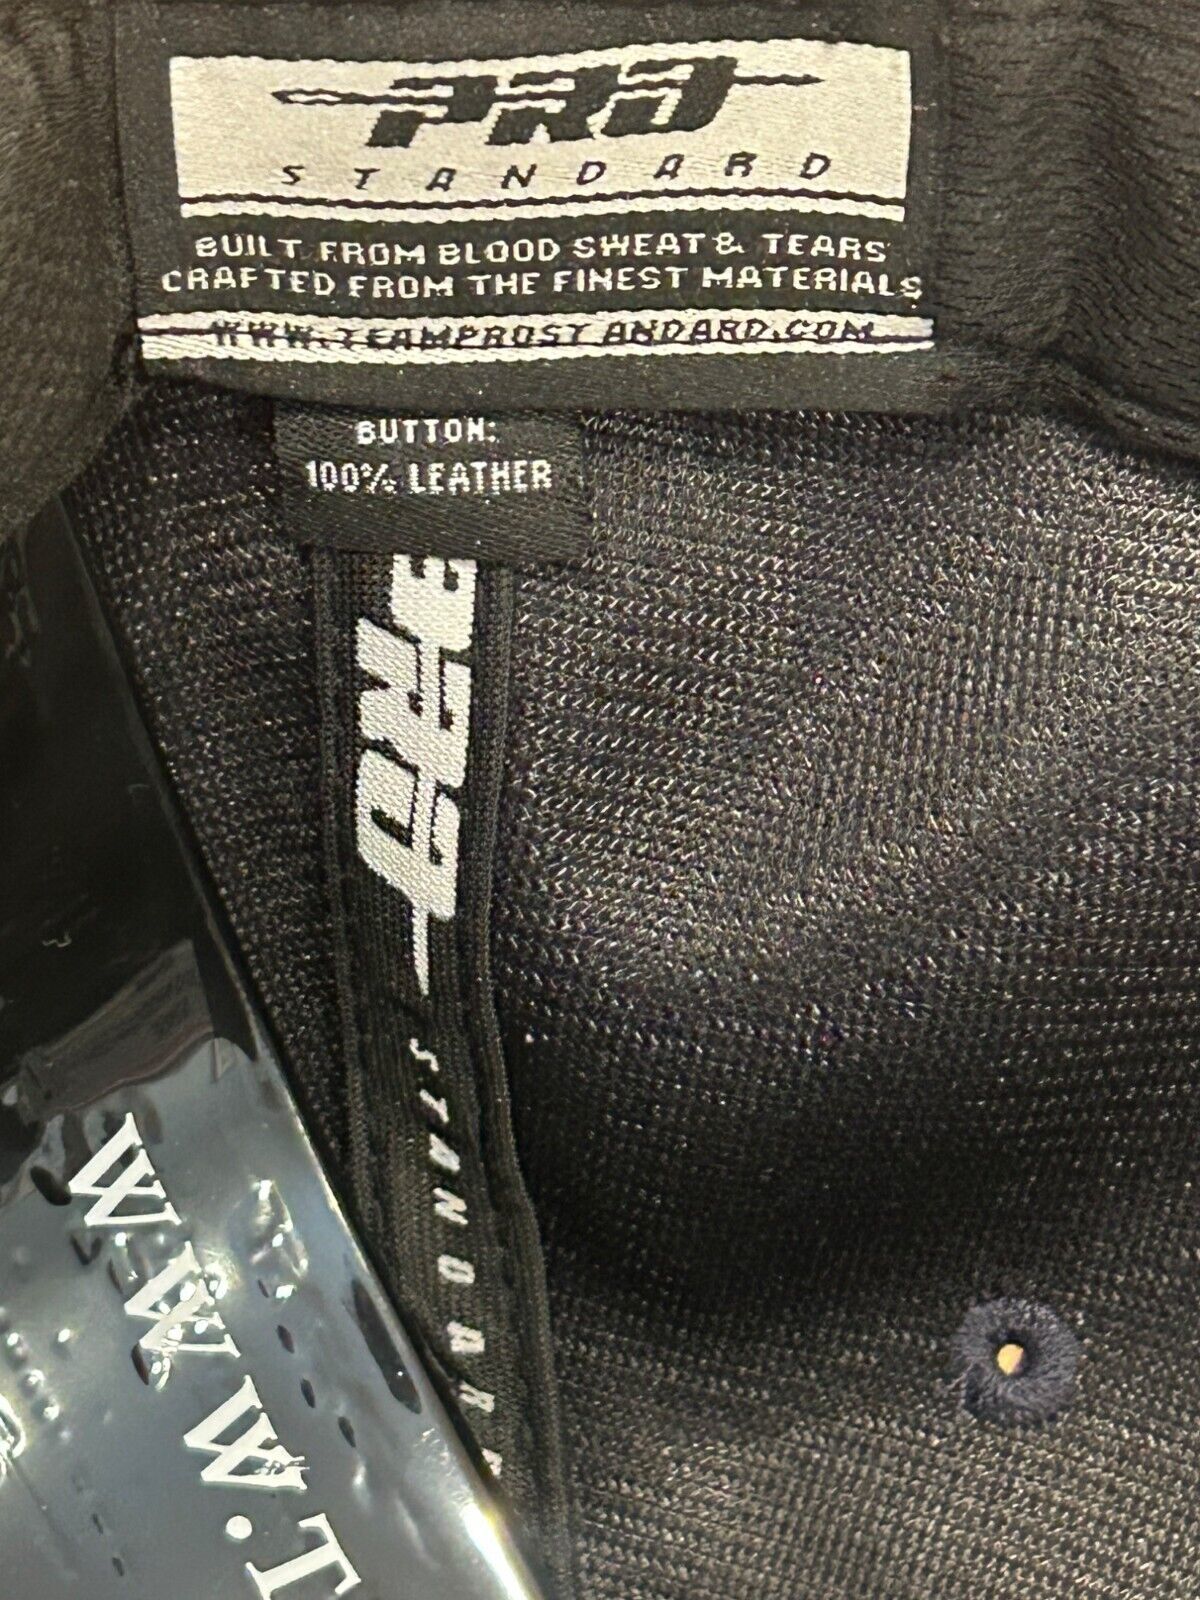 PRO
STANDARD
BUILT FROM BLOOD SWEAT & TEARS
CRAFTED FROM THE FINEST MATERIALS
WWW.TEAMPROSTANDARD.COM
BUTTON:
100% LEATHER
PRO
STANDAR
WWW.T